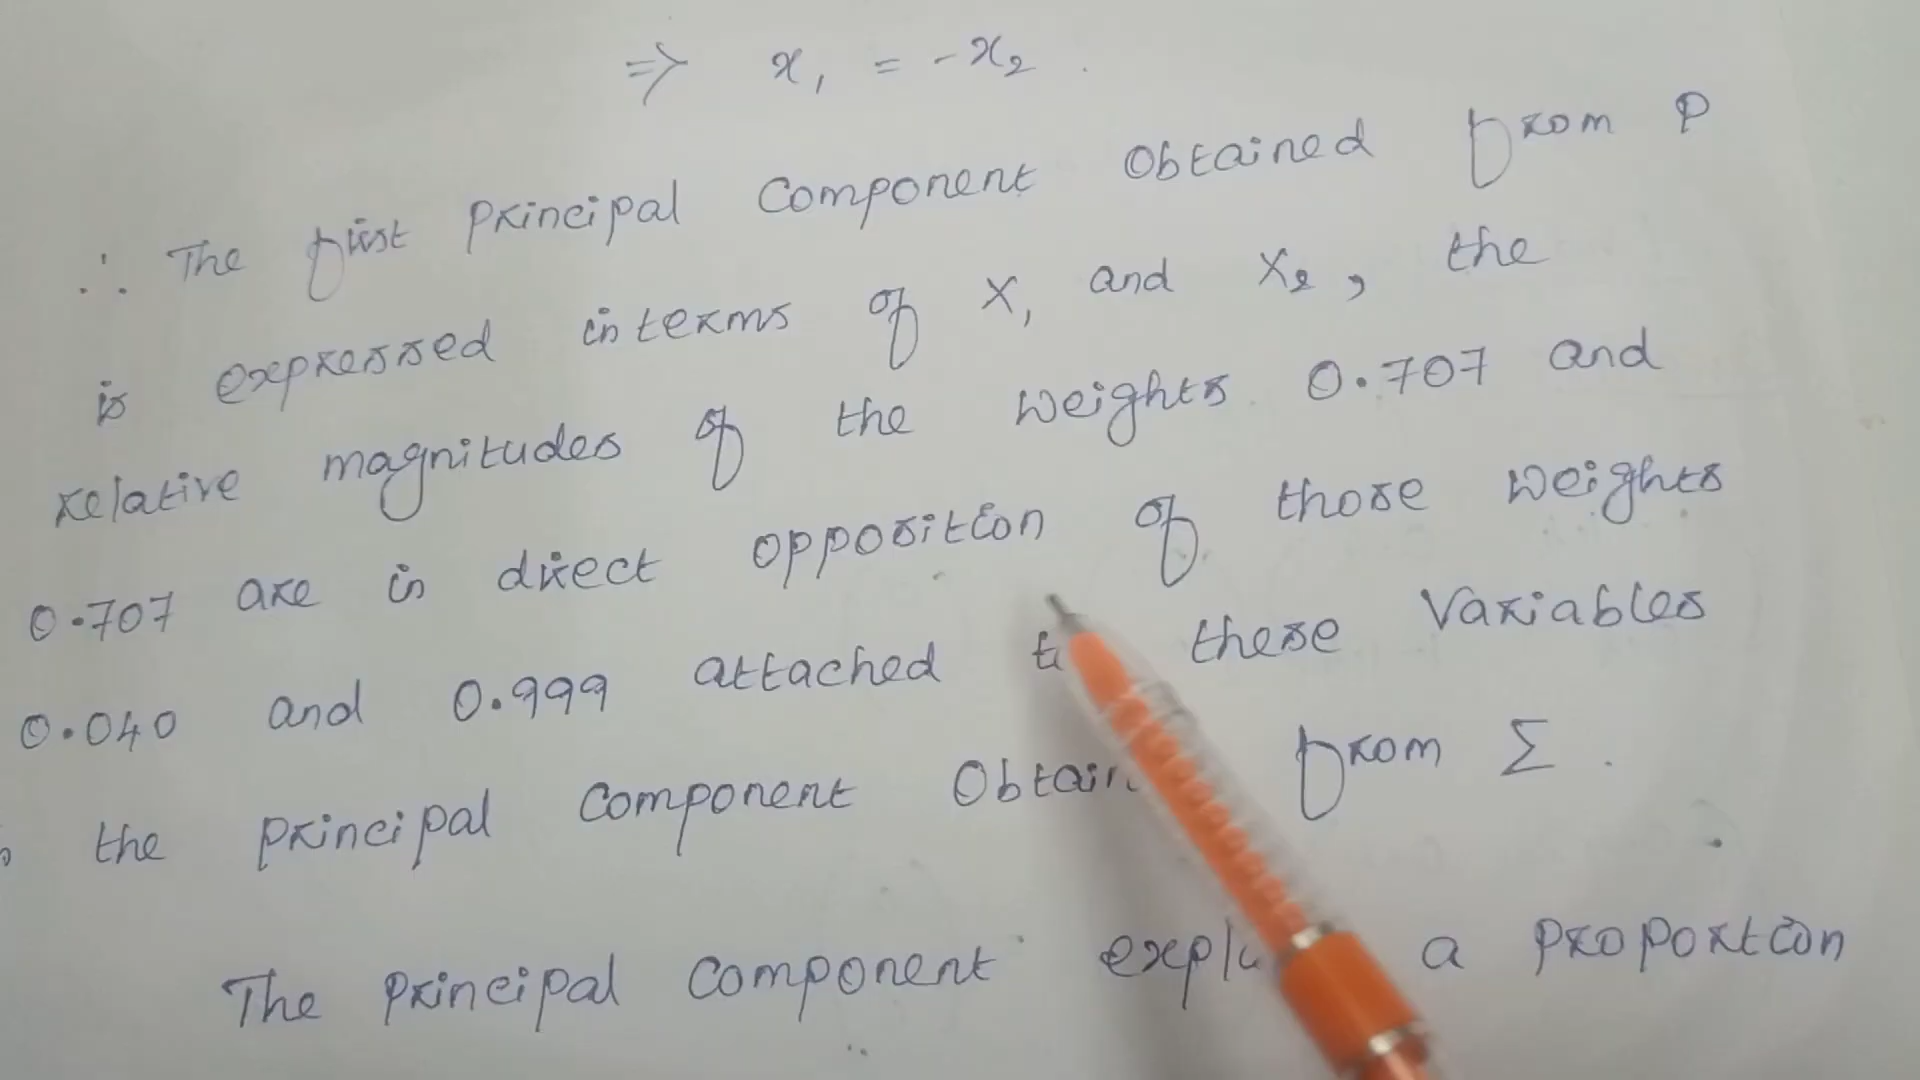 ⇒ x₁ = -x₂.
∴ The first principal component obtained from P
is expressed in terms of X₁ and X₂, the
relative magnitudes of the weights 0.707 and
0.707 are in direct opposition of those weights
0.040 and 0.999 attached these variables
the principal component from Σ.
The principal component a proportion